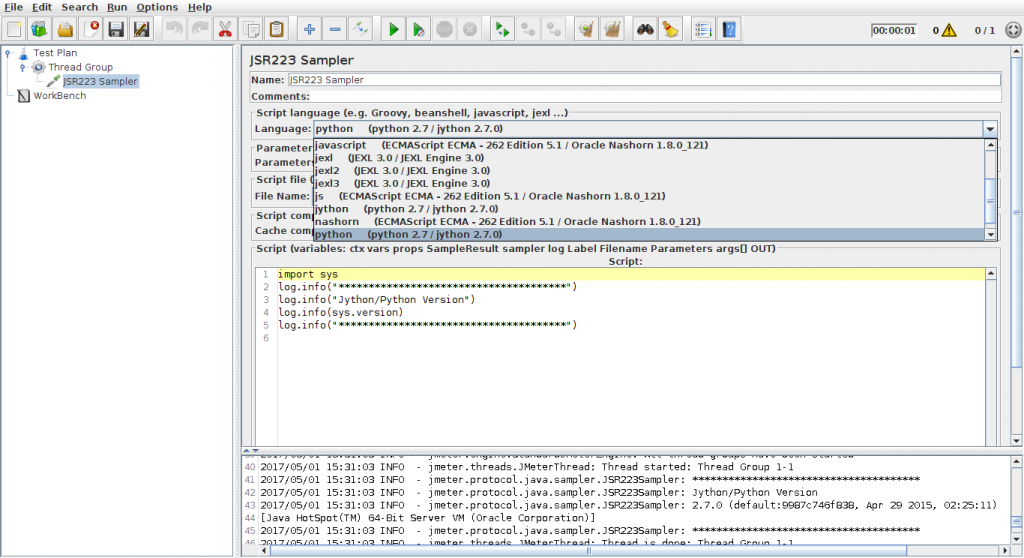 File Edit Search Run Options Help
00:00:01 0 0 / 1
Test Plan
Thread Group
JSR223 Sampler
WorkBench
JSR223 Sampler
Name: JSR223 Sampler
Comments:
Script language (e.g. Groovy, beanshell, javascript, jexl ...)
Language: python (python 2.7 / jython 2.7.0)
Parameter
Parameters
Script file (
File Name:
Script comp
Cache comp
javascript (ECMAScript ECMA - 262 Edition 5.1 / Oracle Nashorn 1.8.0_121)
jexl (JEXL 3.0 / JEXL Engine 3.0)
jexl2 (JEXL 3.0 / JEXL Engine 3.0)
jexl3 (JEXL 3.0 / JEXL Engine 3.0)
js (ECMAScript ECMA - 262 Edition 5.1 / Oracle Nashorn 1.8.0_121)
jython (python 2.7 / jython 2.7.0)
nashorn (ECMAScript ECMA - 262 Edition 5.1 / Oracle Nashorn 1.8.0_121)
python (python 2.7 / jython 2.7.0)
Script (variables: ctx vars props SampleResult sampler log Label Filename Parameters args[] OUT)
Script:
1 import sys
2 log.info("************************************")
3 log.info("Jython/Python Version")
4 log.info(sys.version)
5 log.info("************************************")
6
40 2017/05/01 15:31:03 INFO - jmeter.threads.JMeterThread: Thread started: Thread Group 1-1
41 2017/05/01 15:31:03 INFO - jmeter.protocol.java.sampler.JSR223Sampler: ************************************
42 2017/05/01 15:31:03 INFO - jmeter.protocol.java.sampler.JSR223Sampler: Jython/Python Version
43 2017/05/01 15:31:03 INFO - jmeter.protocol.java.sampler.JSR223Sampler: 2.7.0 (default:9987c746f838, Apr 29 2015, 02:25:11)
44 [Java HotSpot(TM) 64-Bit Server VM (Oracle Corporation)]
45 2017/05/01 15:31:03 INFO - jmeter.protocol.java.sampler.JSR223Sampler: ************************************
46 2017/05/01 15:31:03 INFO - jmeter.threads.JMeterThread: Thread is done: Thread Group 1-1